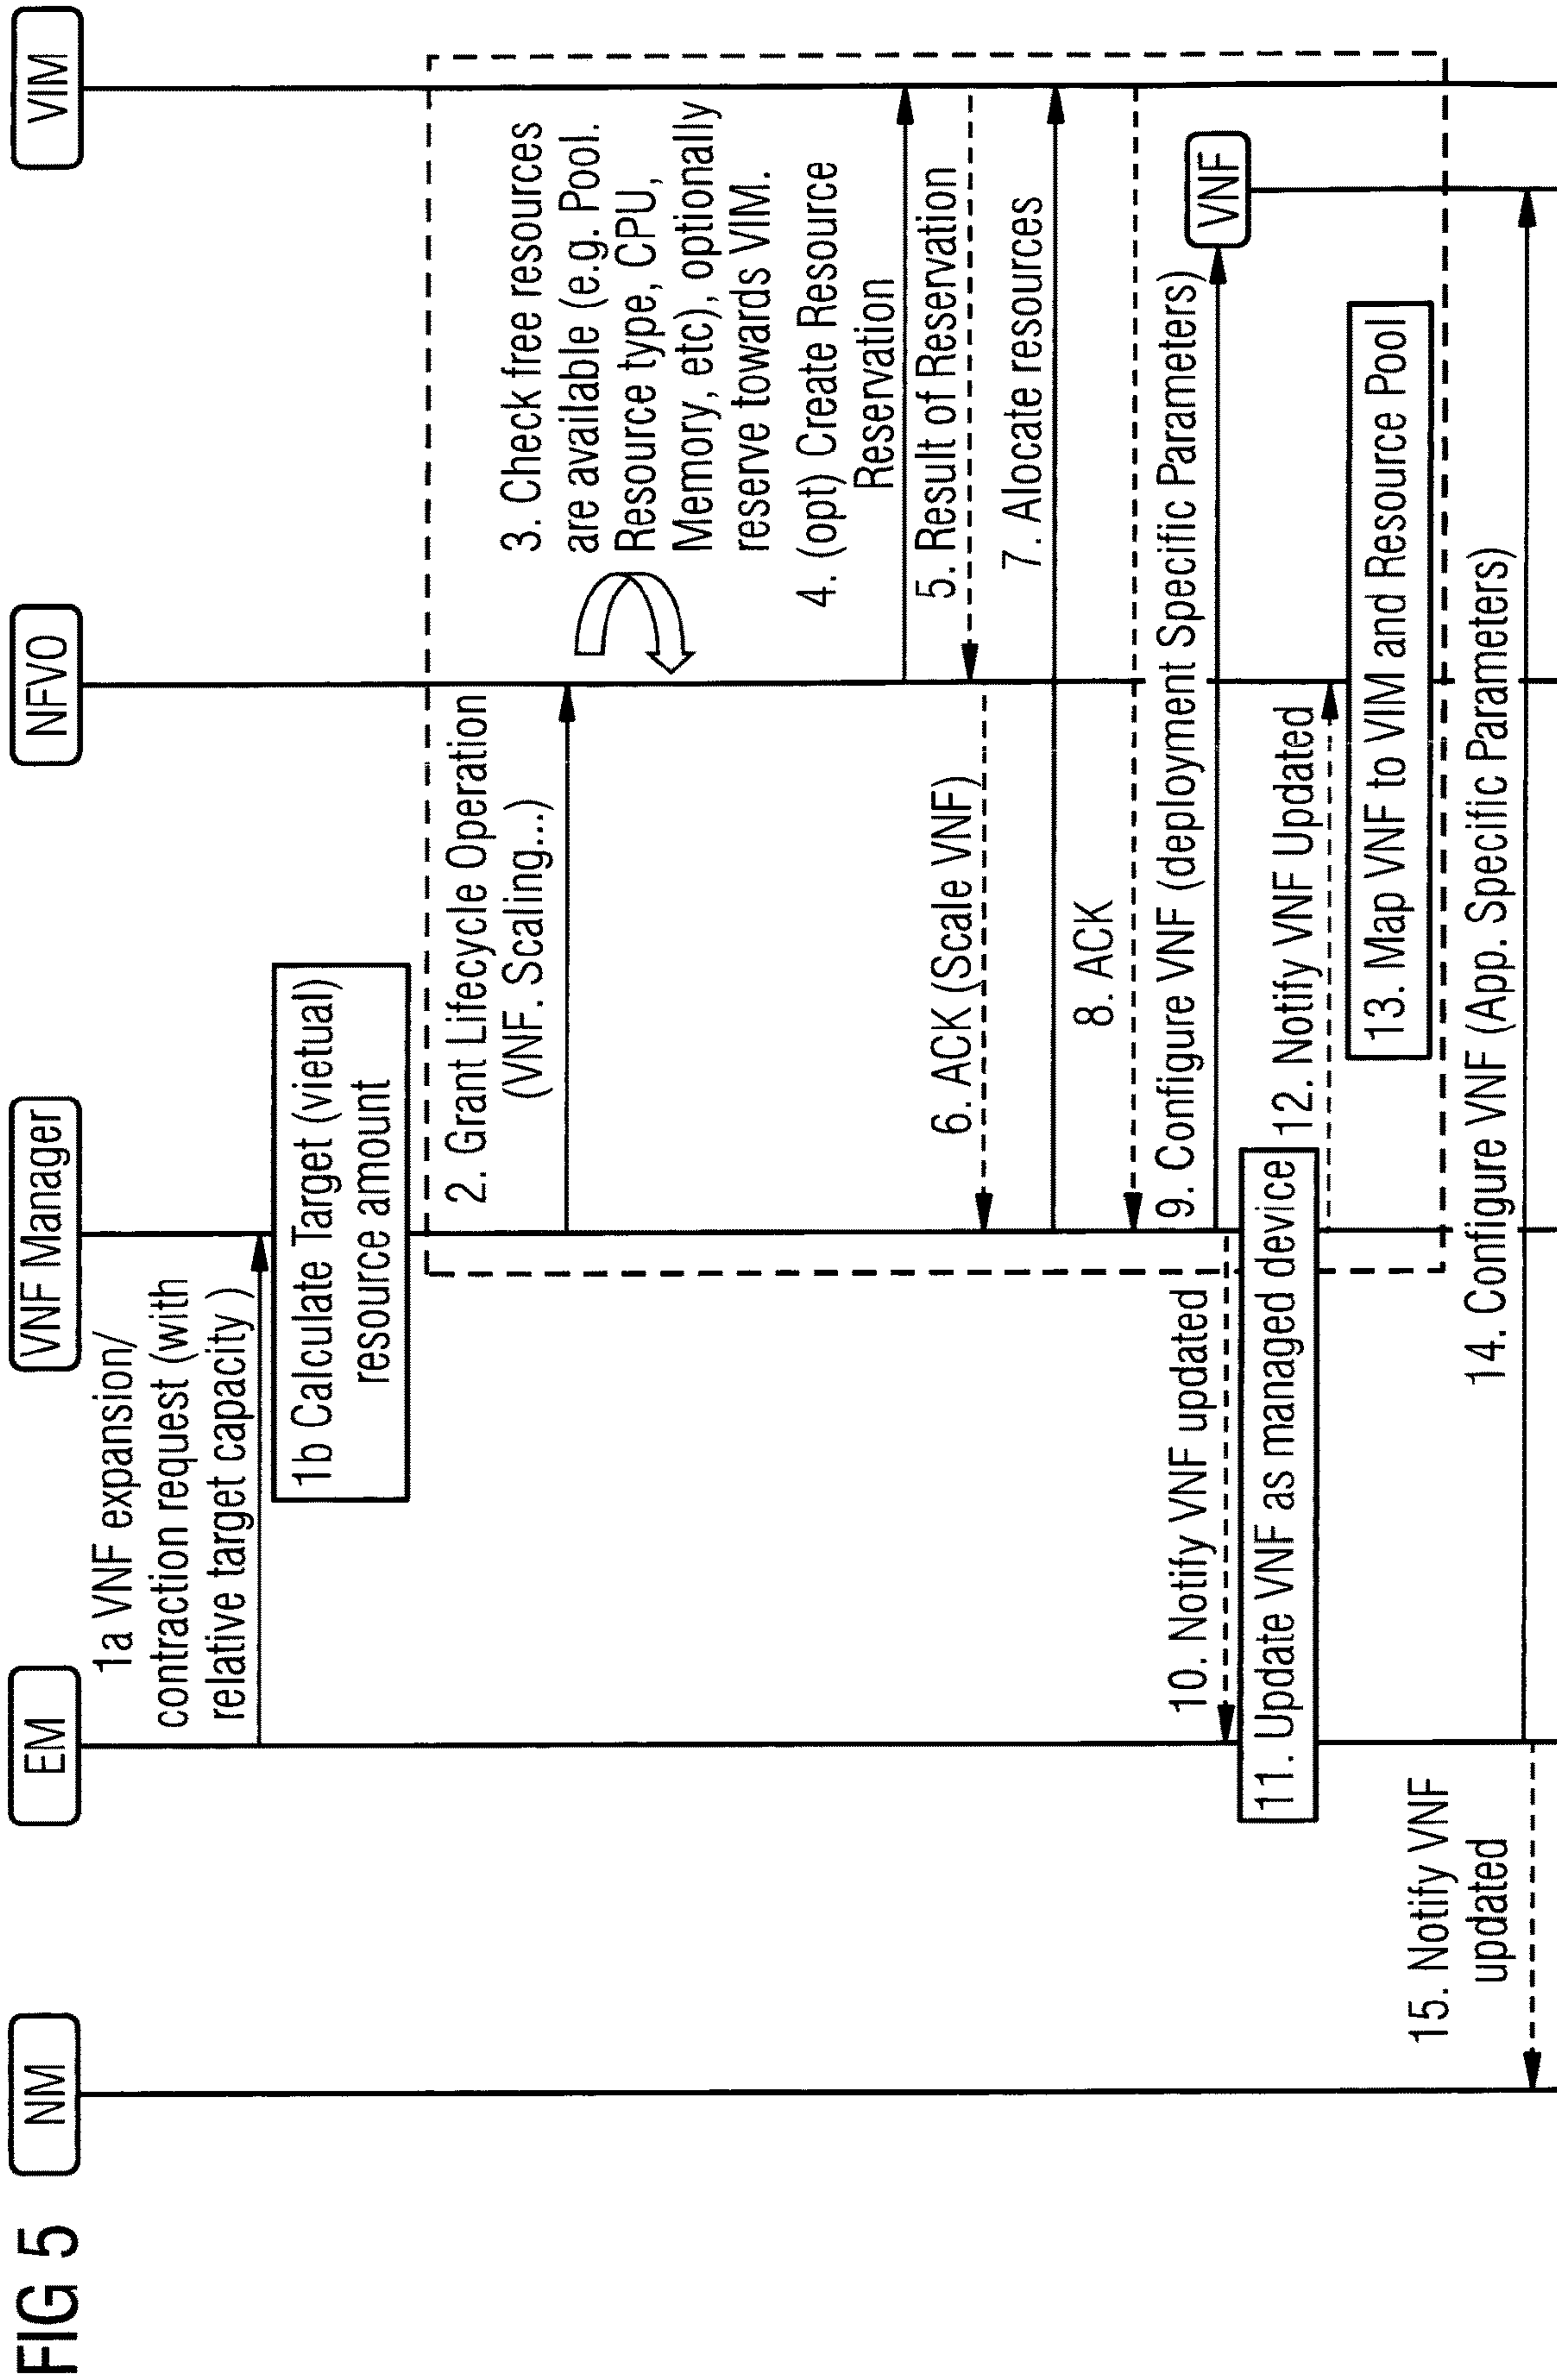 FIG 5
NM
EM
VNF Manager
NFVO
VIM
1a VNF expansion/
contraction request (with
relative target capacity )
1b Calculate Target (vietual)
resource amount
2. Grant Lifecycle Operation
(VNF. Scaling...)
3. Check free resources
are available (e.g. Pool.
Resource type, CPU,
Memory, etc), optionally
reserve towards VIM.
4. (opt) Create Resource
Reservation
5. Result of Reservation
6. ACK (Scale VNF)
7. Alocate resources
8. ACK
9. Configure VNF (deployment Specific Parameters)
VNF
10. Notify VNF updated
11. Update VNF as managed device
12. Notify VNF Updated
13. Map VNF to VIM and Resource Pool
14. Configure VNF (App. Specific Parameters)
15. Notify VNF
updated